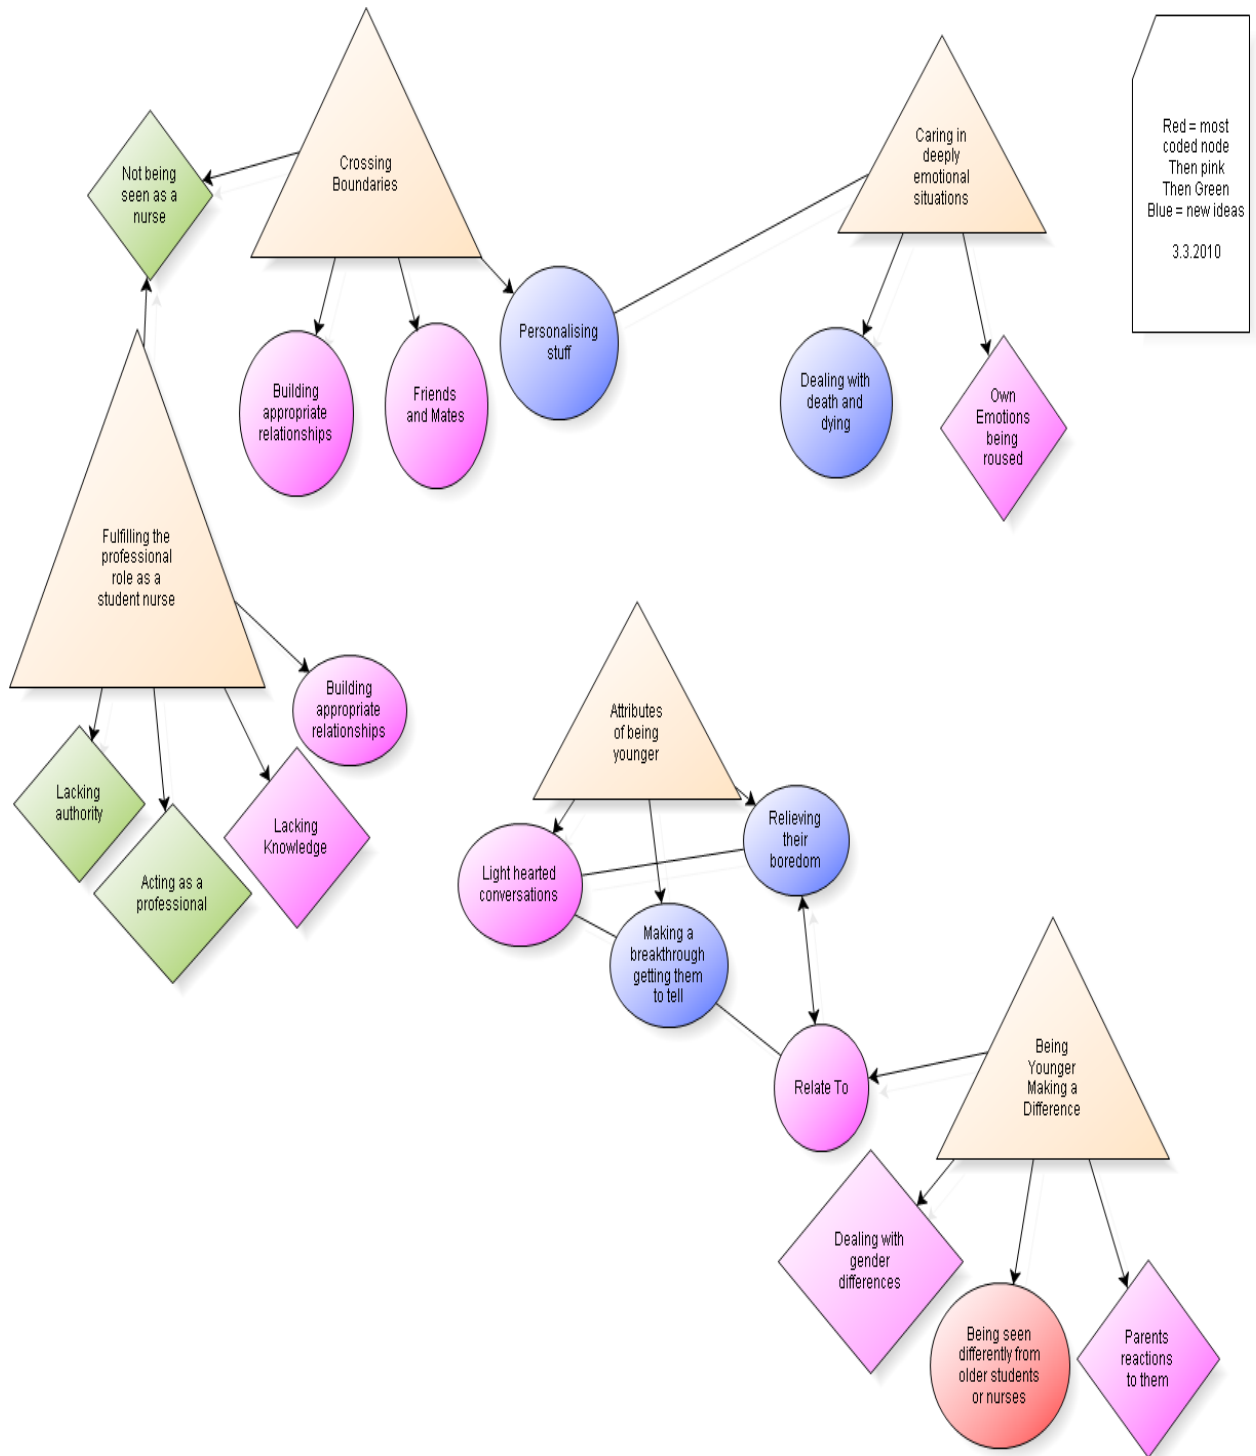 Crossing
Boundaries
Caring in
deeply
emotional
situations
Red = most
coded node
Then pink
Then Green
Blue = new ideas
3.3.2010
Not being
seen as a
nurse
Personalising
stuff
Building
appropriate
relationships
Friends
and Mates
Dealing with
death and
dying
Own
Emotions
being
roused
Fulfilling the
professional
role as a
student nurse
Building
appropriate
relationships
Lacking
authority
Acting as a
professional
Lacking
Knowledge
Attributes
of being
younger
Relieving
their
boredom
Light hearted
conversations
Making a
breakthrough
getting them
to tell
Relate To
Being
Younger
Making a
Difference
Dealing with
gender
differences
Being seen
differently from
older students
or nurses
Parents
reactions
to them